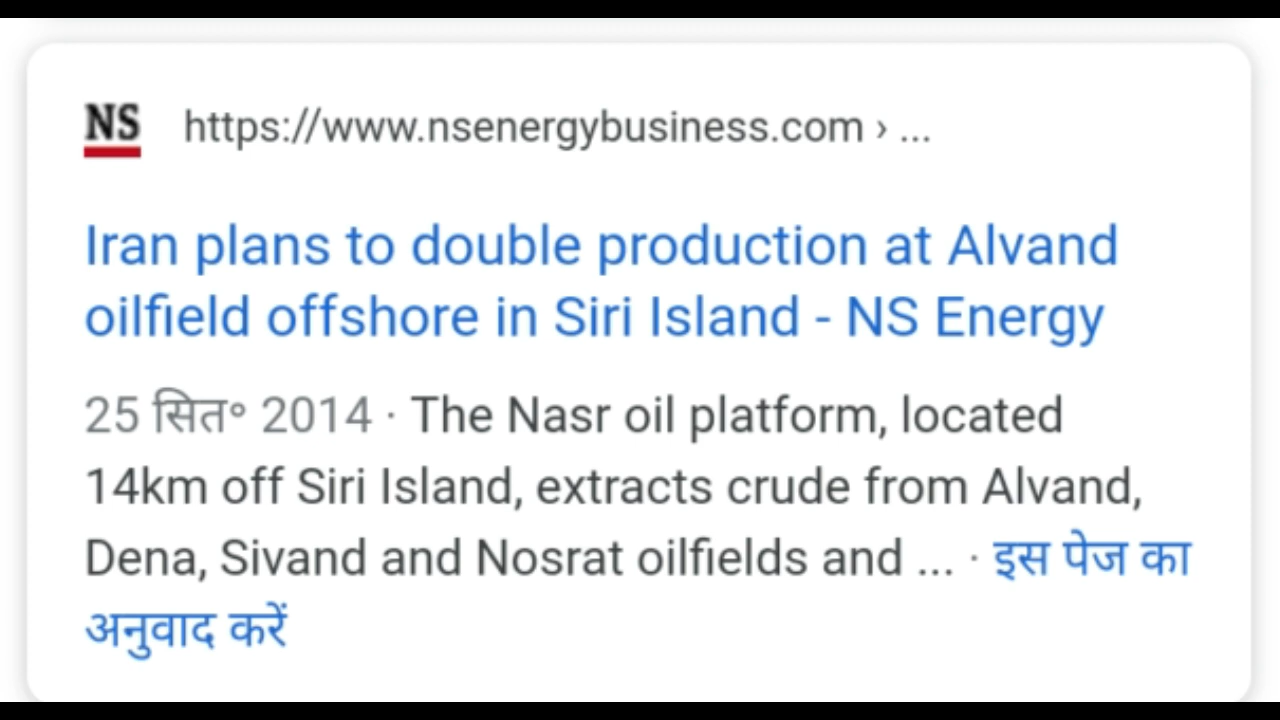 NS https://www.nsenergybusiness.com › ...
Iran plans to double production at Alvand
oilfield offshore in Siri Island - NS Energy
25 सित॰ 2014 · The Nasr oil platform, located
14km off Siri Island, extracts crude from Alvand,
Dena, Sivand and Nosrat oilfields and ... · इस पेज का
अनुवाद करें